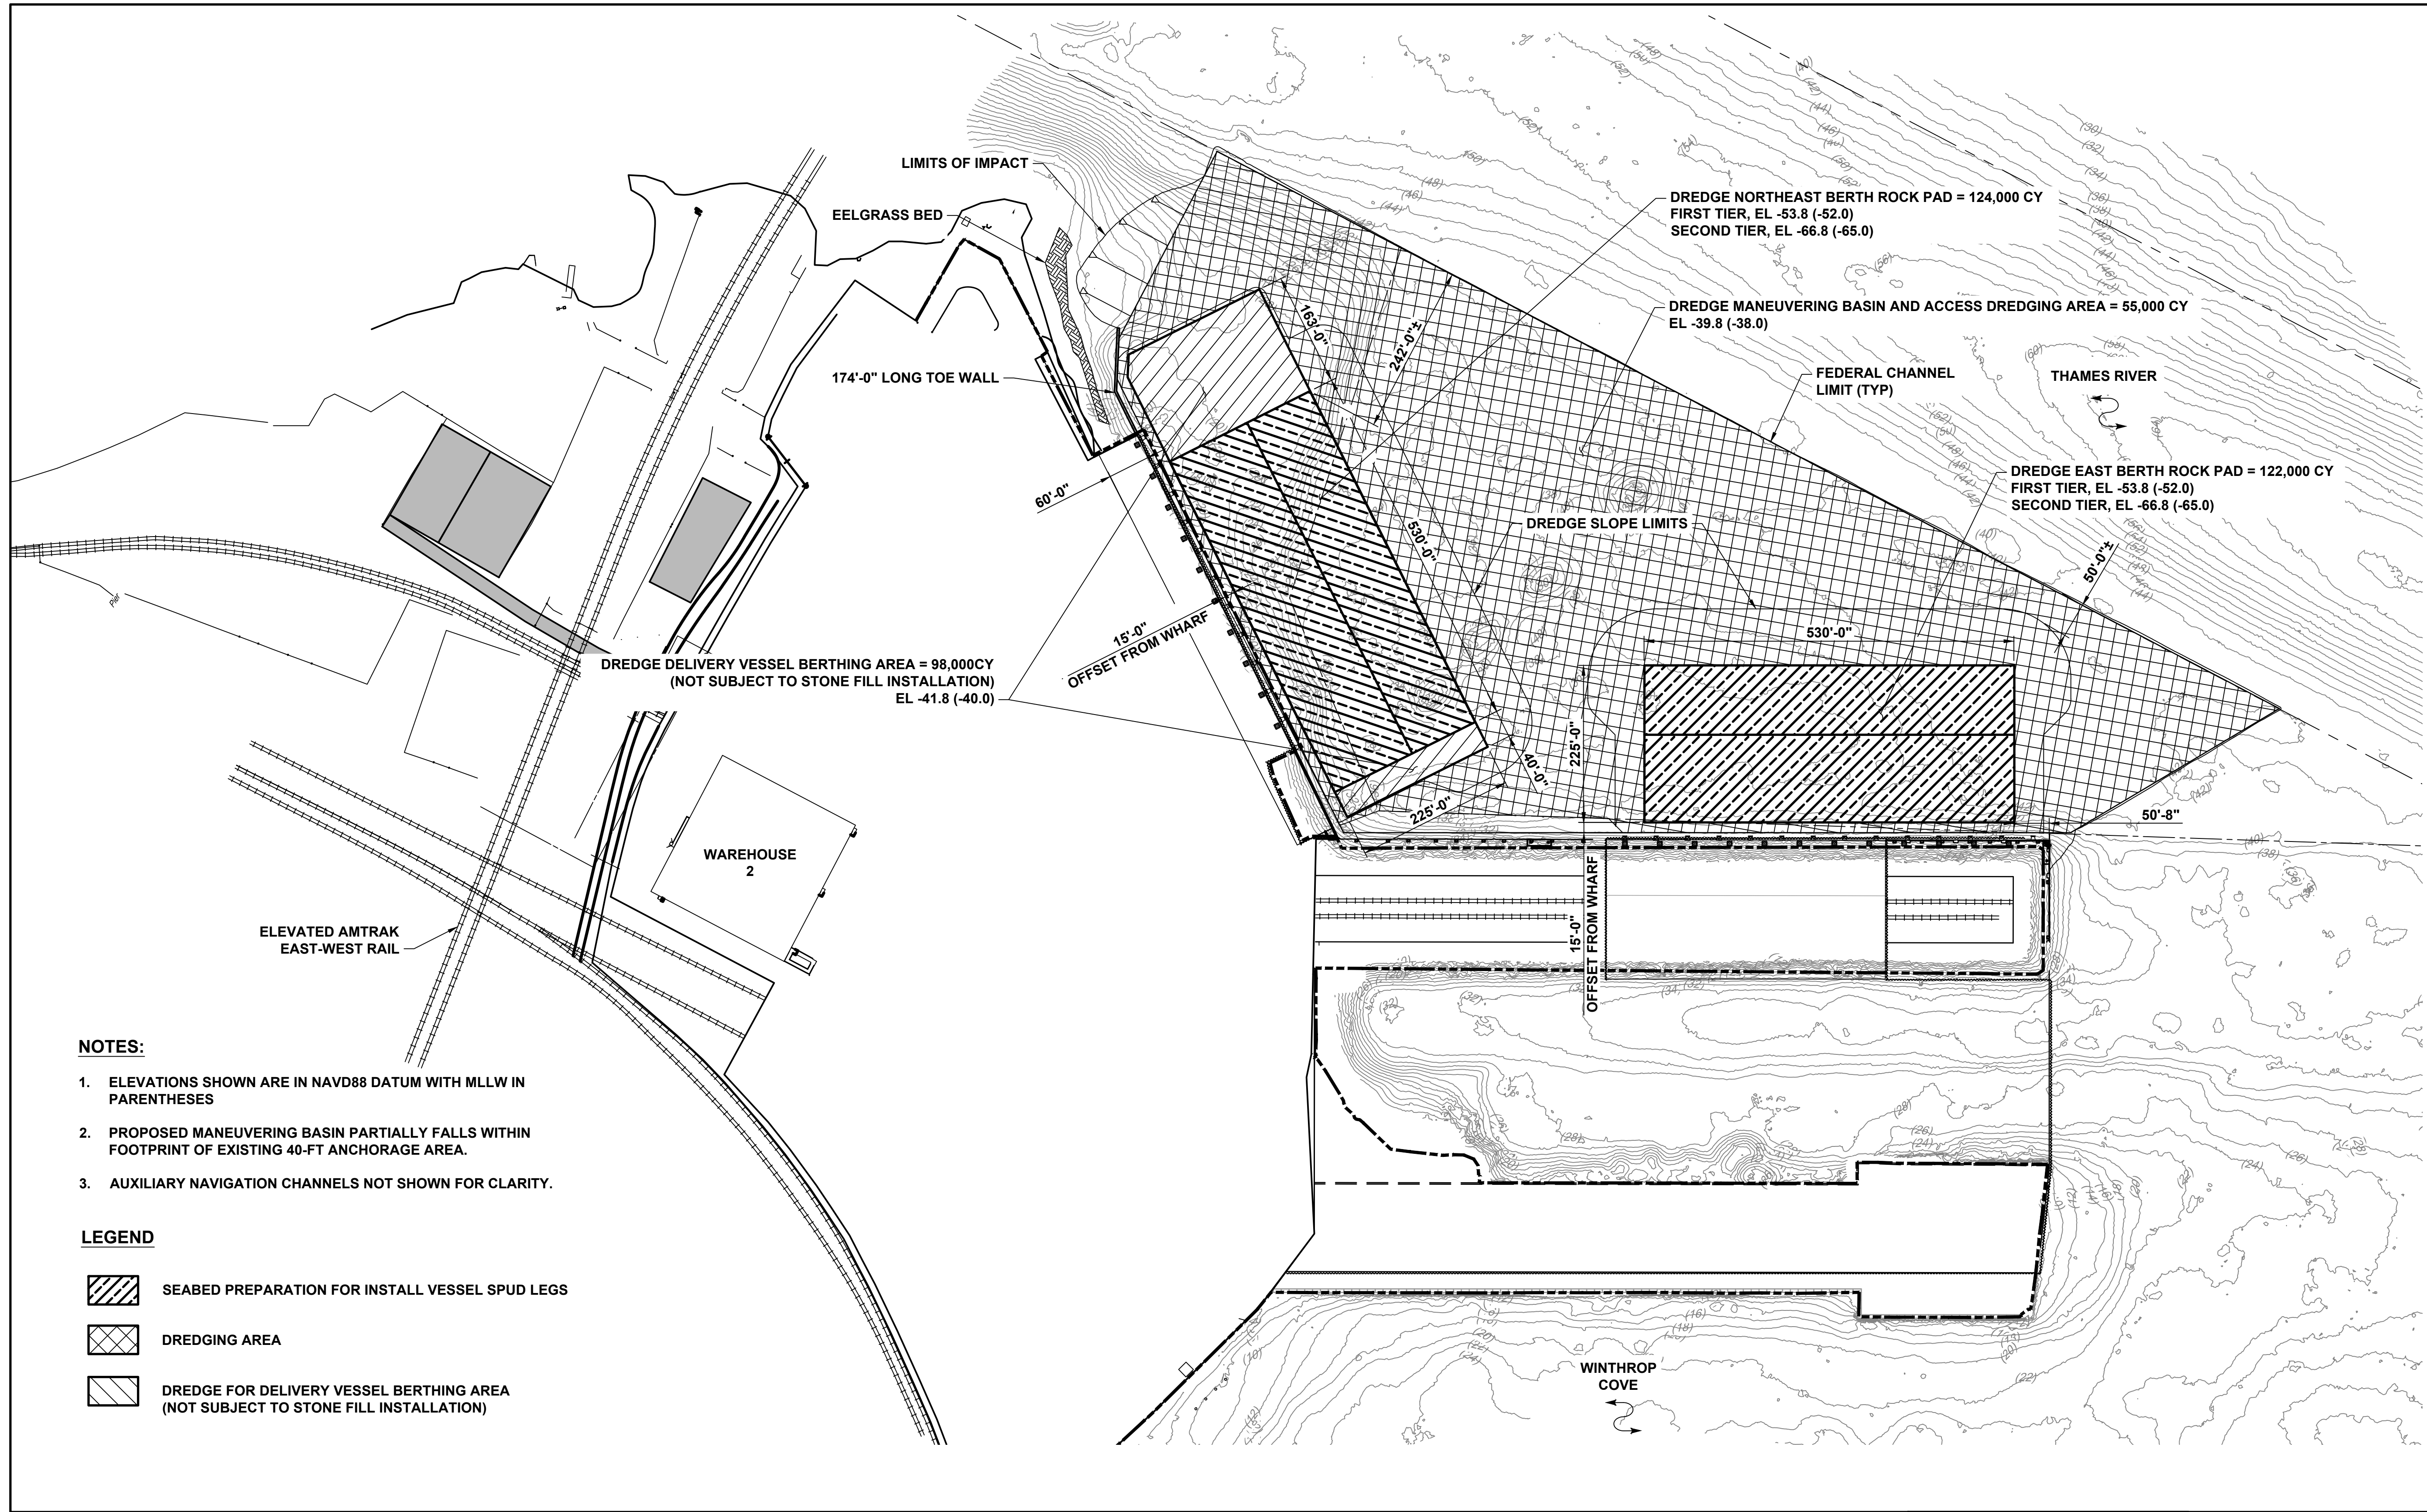 LIMITS OF IMPACT
EELGRASS BED
174'-0" LONG TOE WALL
60'-0"
15'-0"
OFFSET FROM WHARF
DREDGE DELIVERY VESSEL BERTHING AREA = 98,000CY
(NOT SUBJECT TO STONE FILL INSTALLATION)
EL -41.8 (-40.0)
163'-0"
242'-0"±
530'-0"
40'-0"
225'-0"
DREDGE NORTHEAST BERTH ROCK PAD = 124,000 CY
FIRST TIER, EL -53.8 (-52.0)
SECOND TIER, EL -66.8 (-65.0)
DREDGE MANEUVERING BASIN AND ACCESS DREDGING AREA = 55,000 CY
EL -39.8 (-38.0)
FEDERAL CHANNEL
LIMIT (TYP)
THAMES RIVER
DREDGE EAST BERTH ROCK PAD = 122,000 CY
FIRST TIER, EL -53.8 (-52.0)
SECOND TIER, EL -66.8 (-65.0)
DREDGE SLOPE LIMITS
50'-0"±
530'-0"
225'-0"
50'-8"
15'-0"
OFFSET FROM WHARF
Pier
WAREHOUSE
2
ELEVATED AMTRAK
EAST-WEST RAIL
WINTHROP
COVE
NOTES:
1. ELEVATIONS SHOWN ARE IN NAVD88 DATUM WITH MLLW IN
PARENTHESES
2. PROPOSED MANEUVERING BASIN PARTIALLY FALLS WITHIN
FOOTPRINT OF EXISTING 40-FT ANCHORAGE AREA.
3. AUXILIARY NAVIGATION CHANNELS NOT SHOWN FOR CLARITY.
LEGEND
SEABED PREPARATION FOR INSTALL VESSEL SPUD LEGS
DREDGING AREA
DREDGE FOR DELIVERY VESSEL BERTHING AREA
(NOT SUBJECT TO STONE FILL INSTALLATION)